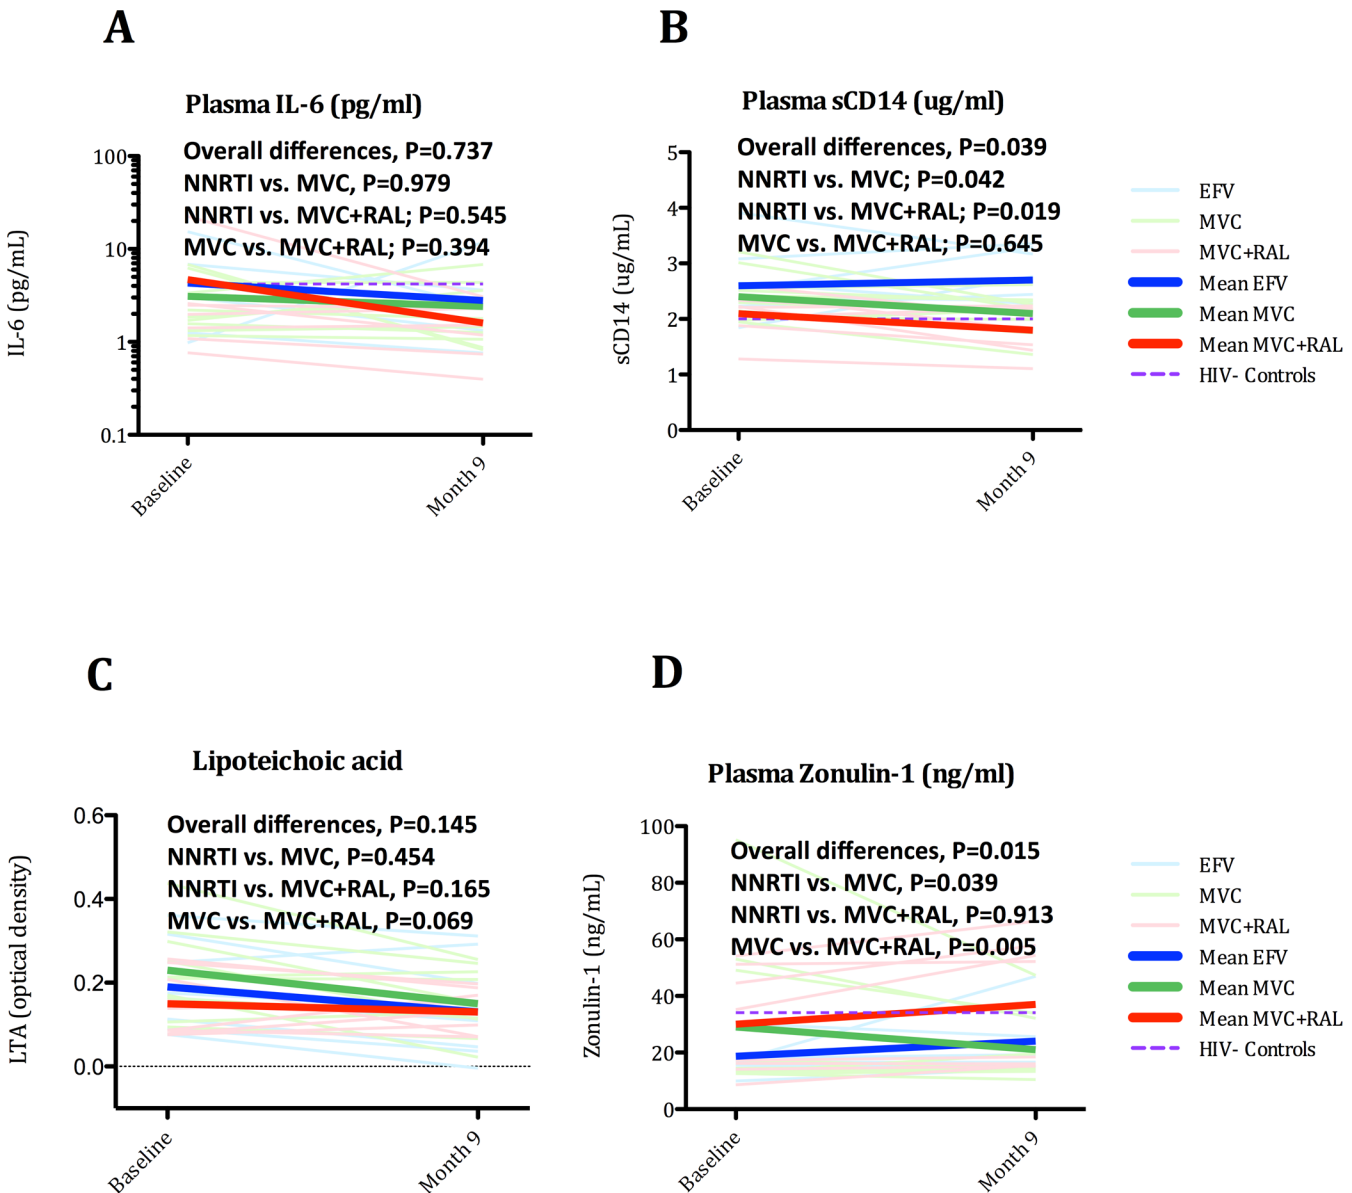 A
Plasma IL-6 (pg/ml)
Overall differences, P=0.737
NNRTI vs. MVC, P=0.979
NNRTI vs. MVC+RAL; P=0.545
MVC vs. MVC+RAL; P=0.394
IL-6 (pg/mL)
100
10
1
0.1
Baseline
Month 9
B
Plasma sCD14 (ug/ml)
Overall differences, P=0.039
NNRTI vs. MVC; P=0.042
NNRTI vs. MVC+RAL; P=0.019
MVC vs. MVC+RAL; P=0.645
sCD14 (ug/mL)
5
4
3
2
1
0
Baseline
Month 9
EFV
MVC
MVC+RAL
Mean EFV
Mean MVC
Mean MVC+RAL
HIV- Controls
C
Lipoteichoic acid
Overall differences, P=0.145
NNRTI vs. MVC, P=0.454
NNRTI vs. MVC+RAL, P=0.165
MVC vs. MVC+RAL, P=0.069
LTA (optical density)
0.6
0.4
0.2
0.0
Baseline
Month 9
D
Plasma Zonulin-1 (ng/ml)
Overall differences, P=0.015
NNRTI vs. MVC, P=0.039
NNRTI vs. MVC+RAL, P=0.913
MVC vs. MVC+RAL, P=0.005
Zonulin-1 (ng/mL)
100
80
60
40
20
0
Baseline
Month 9
EFV
MVC
MVC+RAL
Mean EFV
Mean MVC
Mean MVC+RAL
HIV- Controls